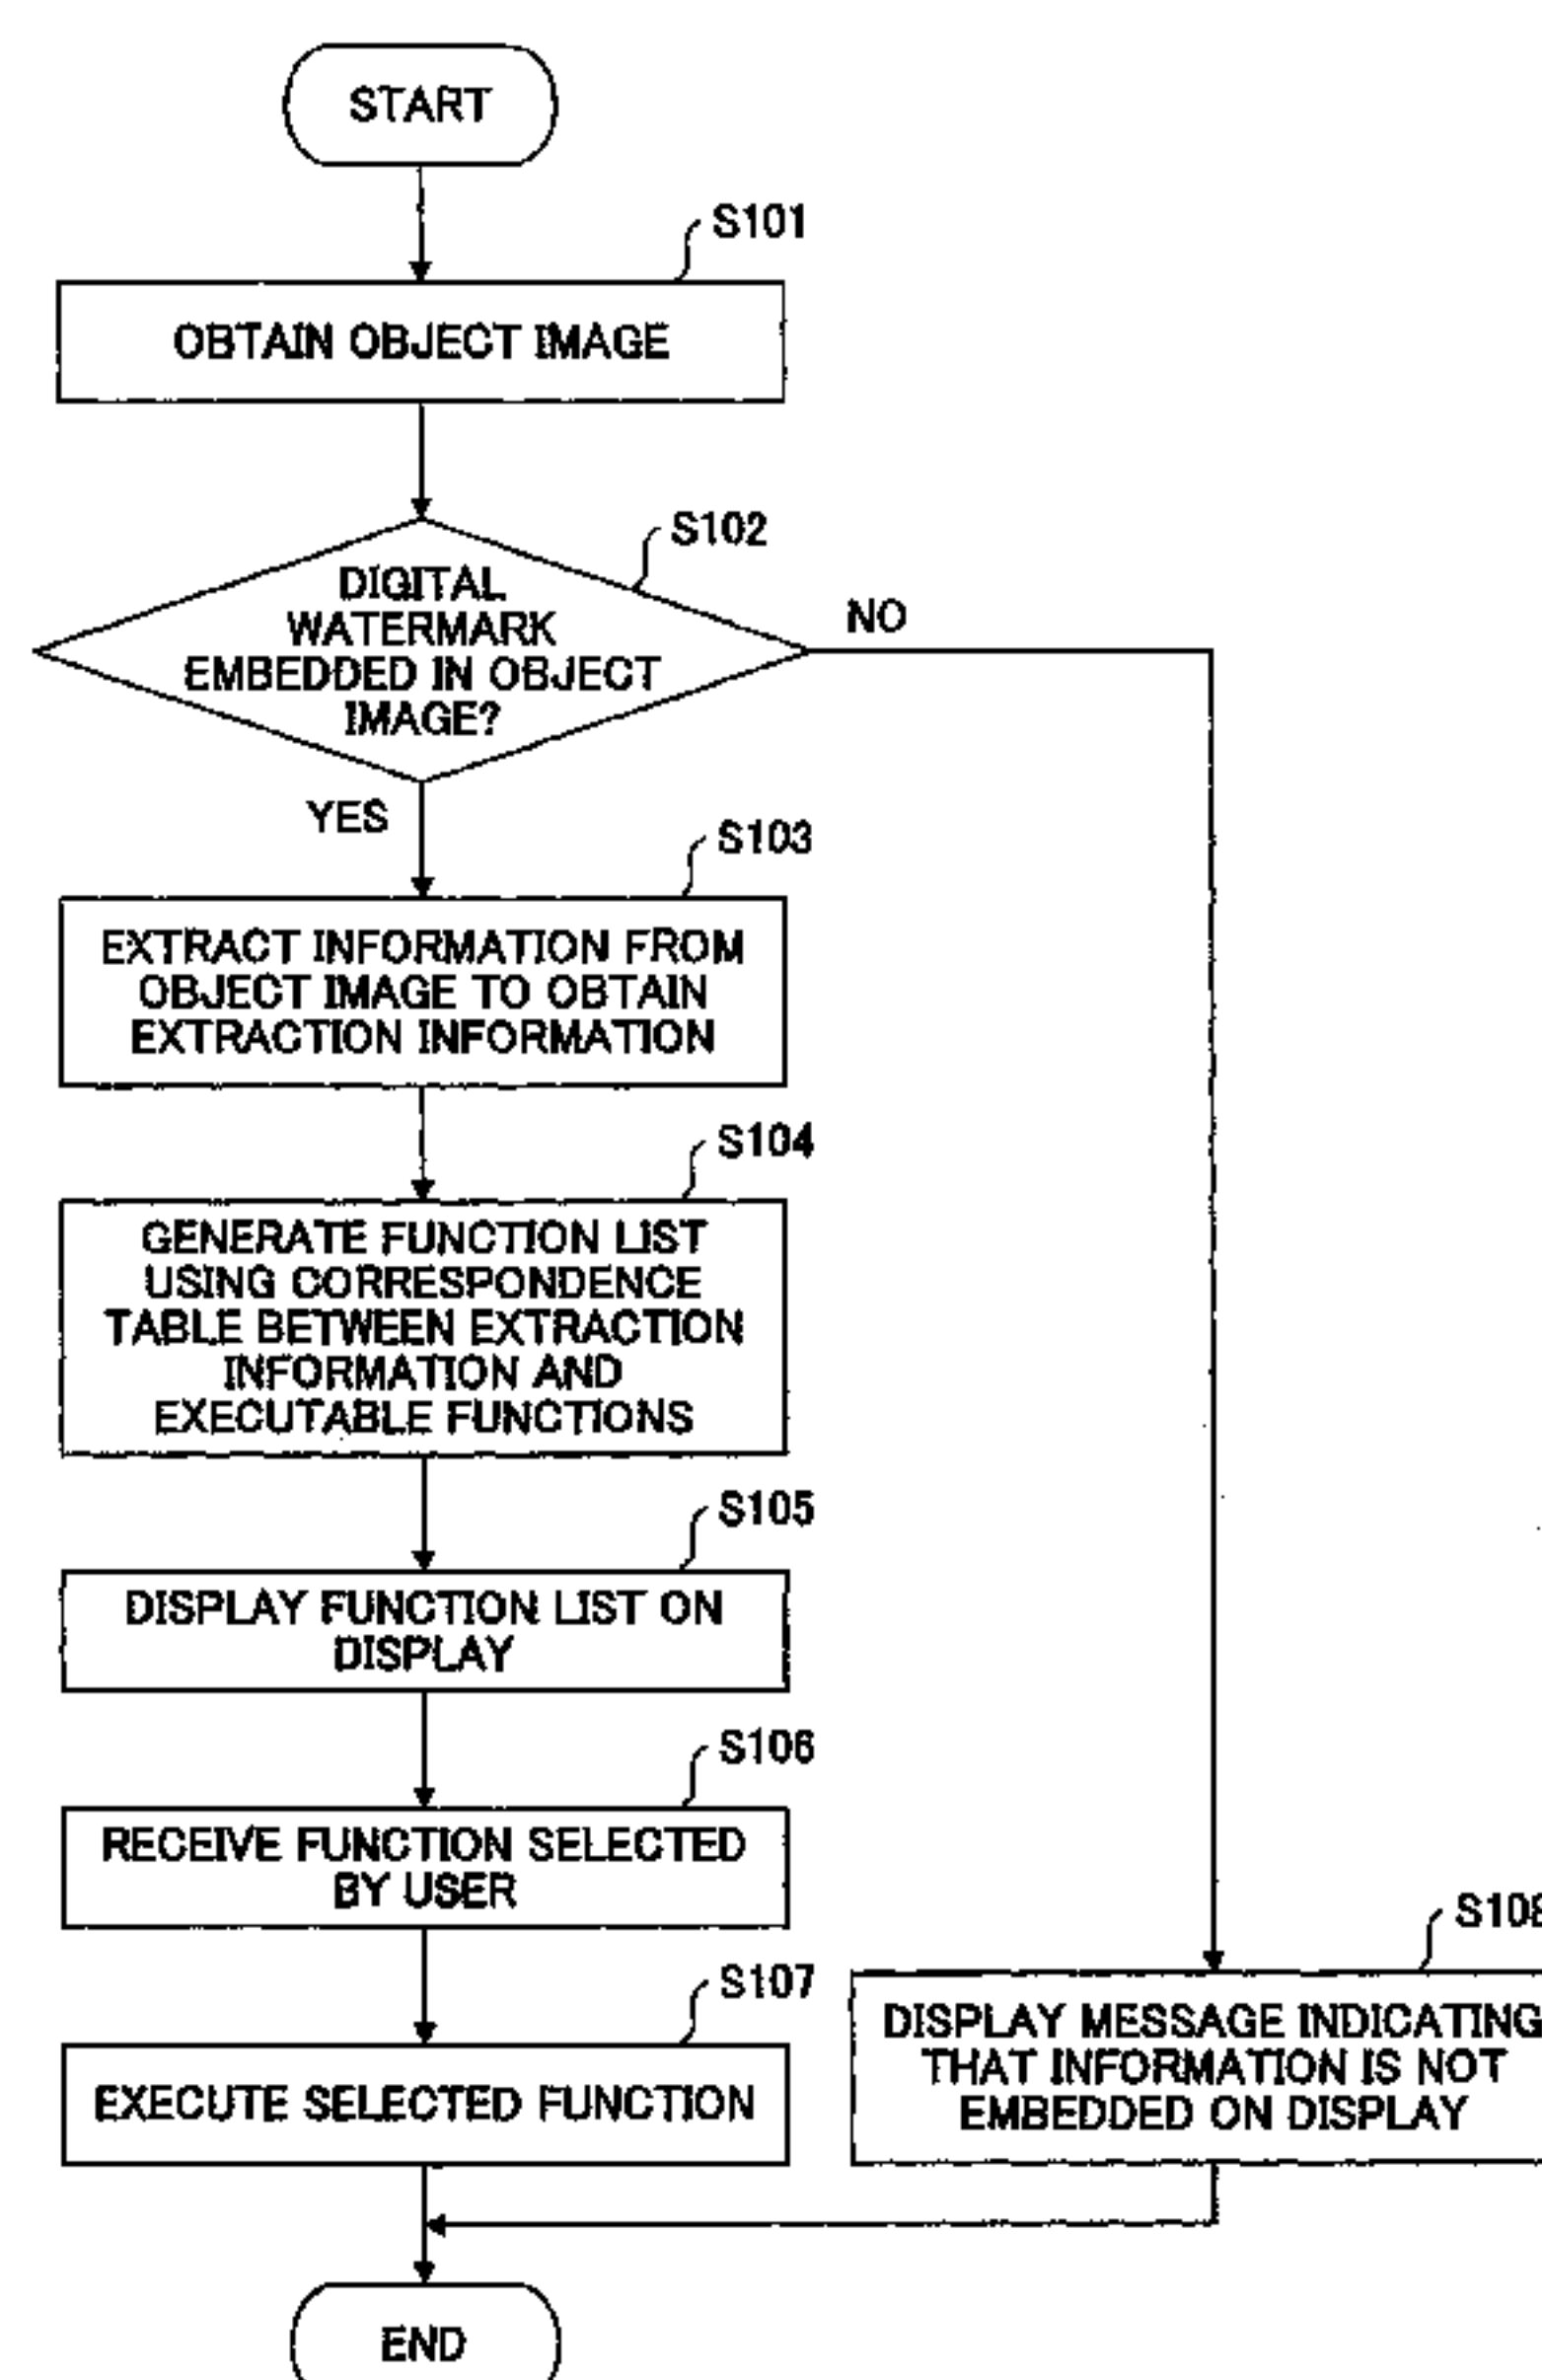 START
S101
OBTAIN OBJECT IMAGE
S102
DIGITAL
WATERMARK
EMBEDDED IN OBJECT
IMAGE?
NO
YES
S103
EXTRACT INFORMATION FROM
OBJECT IMAGE TO OBTAIN
EXTRACTION INFORMATION
S104
GENERATE FUNCTION LIST
USING CORRESPONDENCE
TABLE BETWEEN EXTRACTION
INFORMATION AND
EXECUTABLE FUNCTIONS
S105
DISPLAY FUNCTION LIST ON
DISPLAY
S106
RECEIVE FUNCTION SELECTED
BY USER
S107
EXECUTE SELECTED FUNCTION
S108
DISPLAY MESSAGE INDICATING
THAT INFORMATION IS NOT
EMBEDDED ON DISPLAY
END